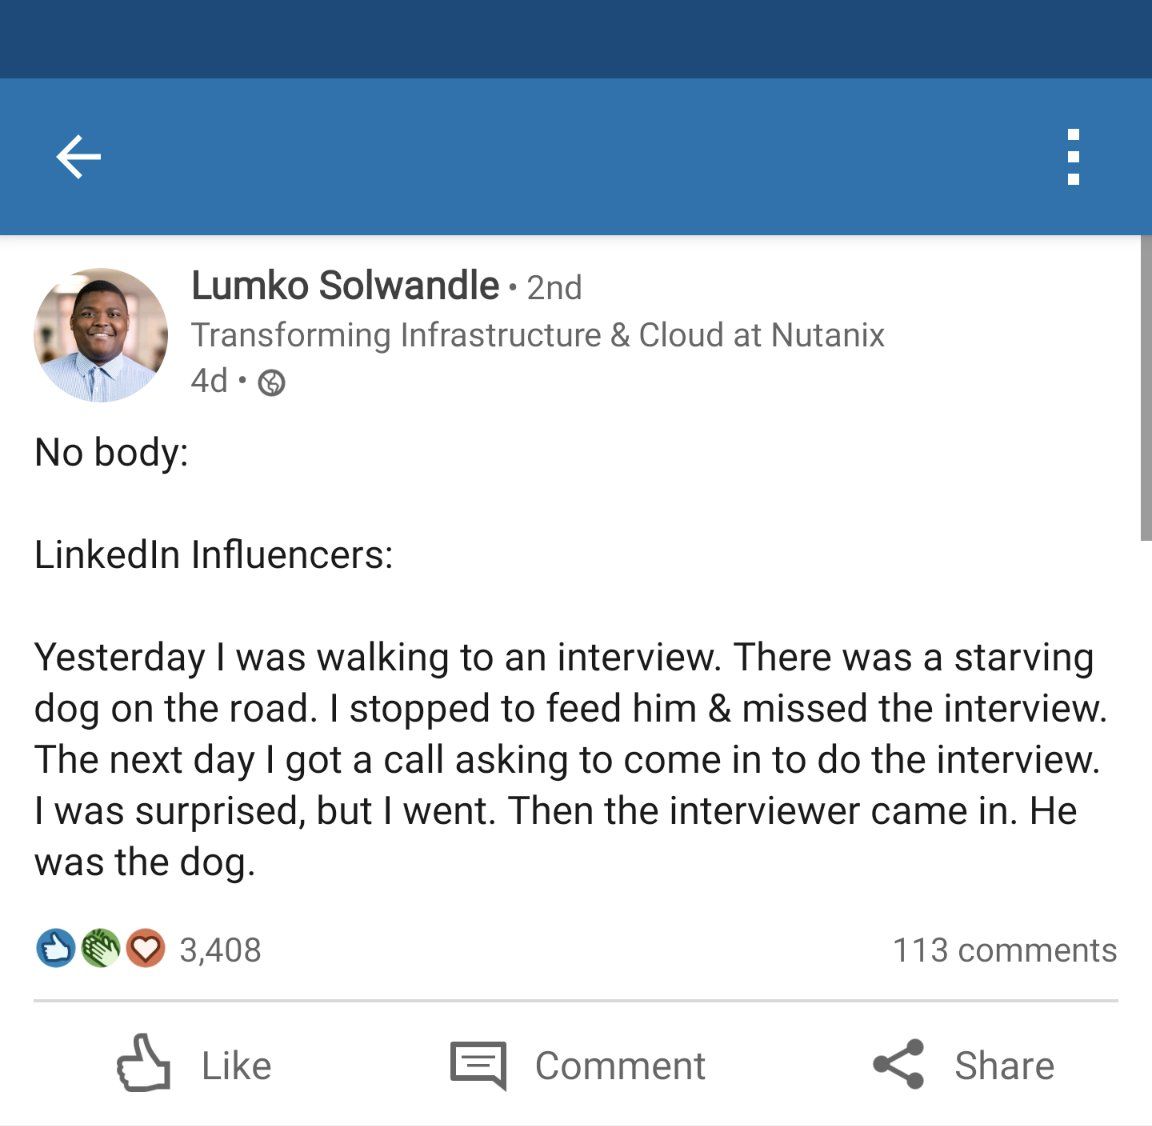 Lumko Solwandle • 2nd
Transforming Infrastructure & Cloud at Nutanix
4d •
No body:
LinkedIn Influencers:
Yesterday I was walking to an interview. There was a starving
dog on the road. I stopped to feed him & missed the interview.
The next day I got a call asking to come in to do the interview.
I was surprised, but I went. Then the interviewer came in. He
was the dog.
3,408
113 comments
Like
Comment
Share